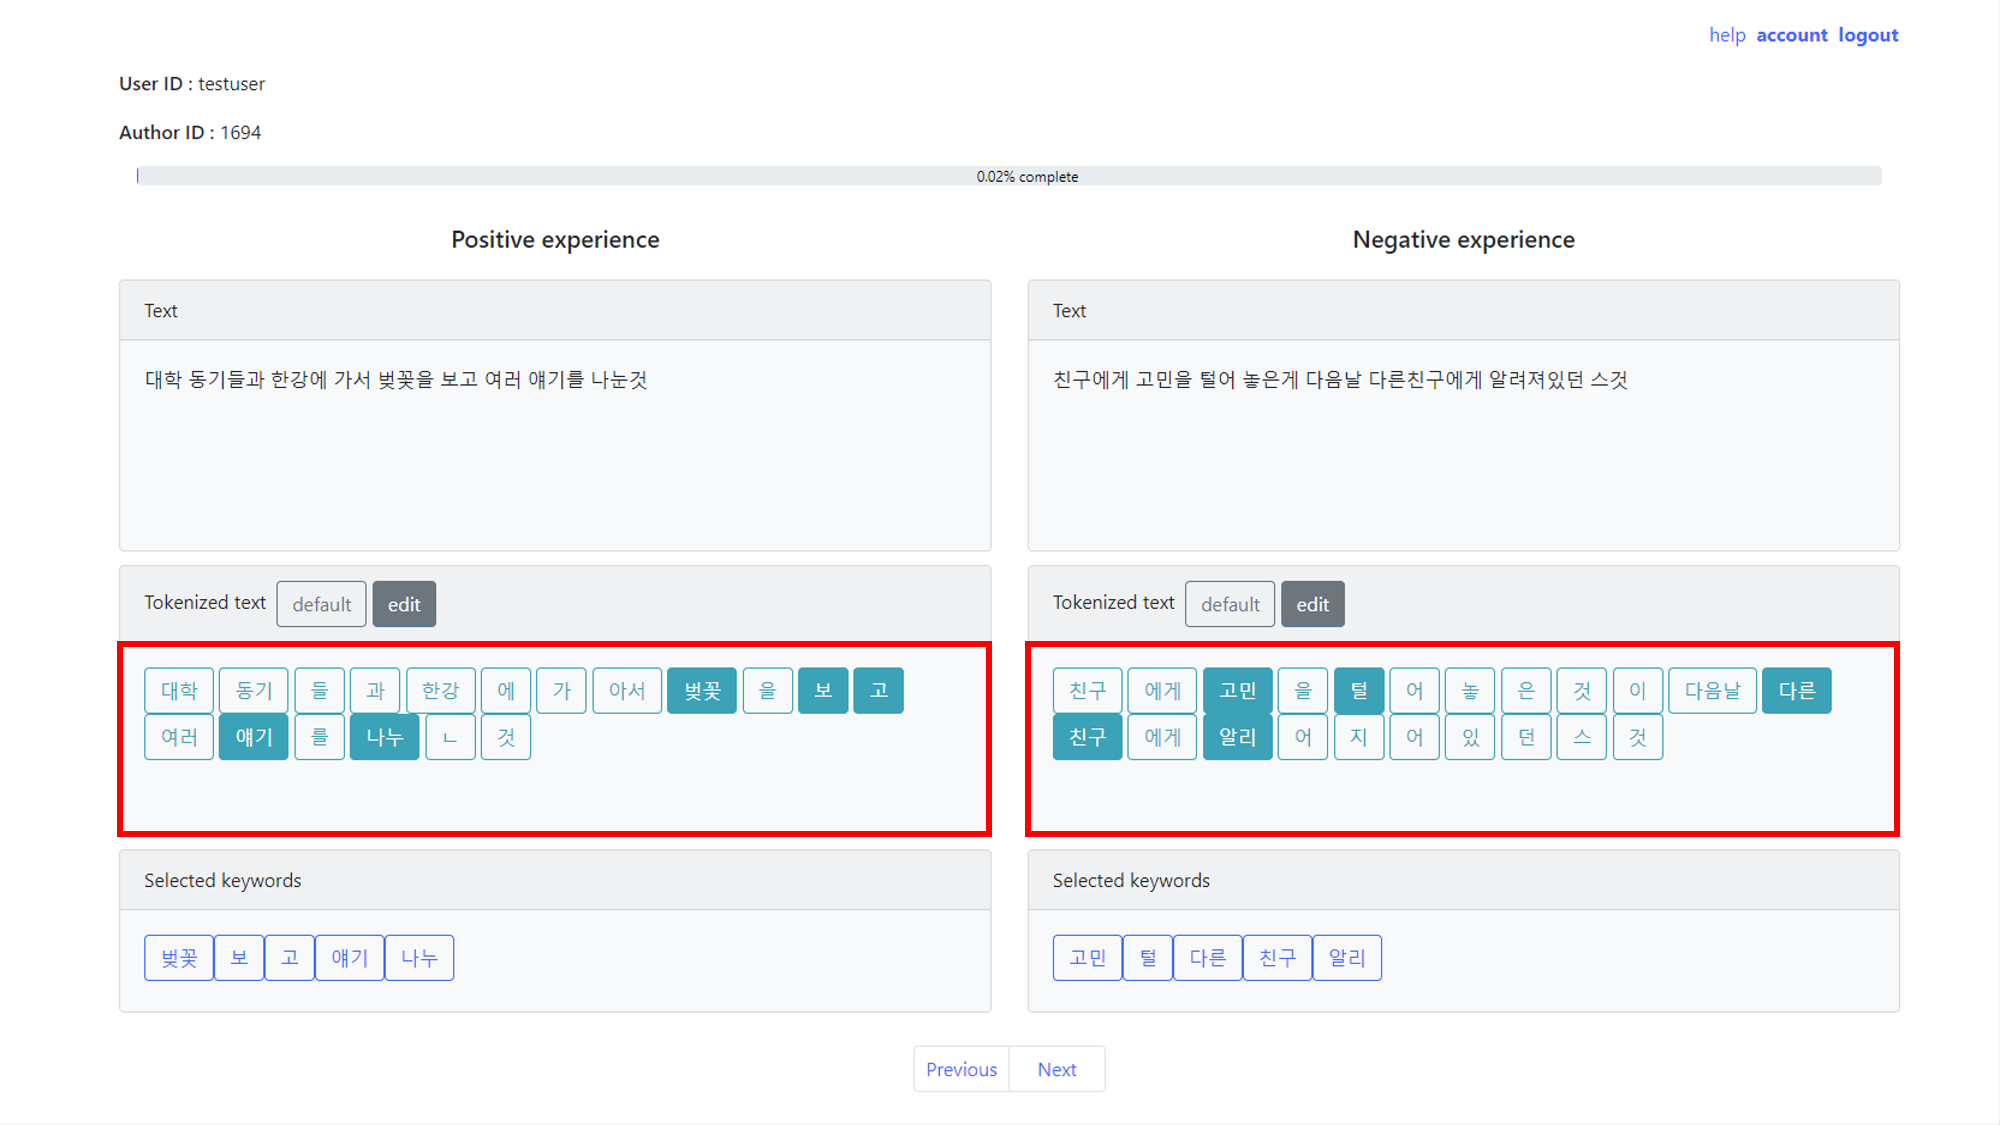 help account logout
User ID : testuser
Author ID : 1694
0.02% complete
Positive experience
Text
대학 동기들과 한강에 가서 벚꽃을 보고 여러 얘기를 나눈것
Tokenized text default edit
대학 동기 들 과 한강 에 가 아서 벚꽃 을 보 고
여러 얘기 를 나누 ㄴ 것
Selected keywords
벚꽃 보 고 얘기 나누
Negative experience
Text
친구에게 고민을 털어 놓은게 다음날 다른친구에게 알려져있던 스것
Tokenized text default edit
친구 에게 고민 을 털 어 놓 은 것 이 다음날 다른
친구 에게 알리 어 지 어 있 던 스 것
Selected keywords
고민 털 다른 친구 알리
Previous Next